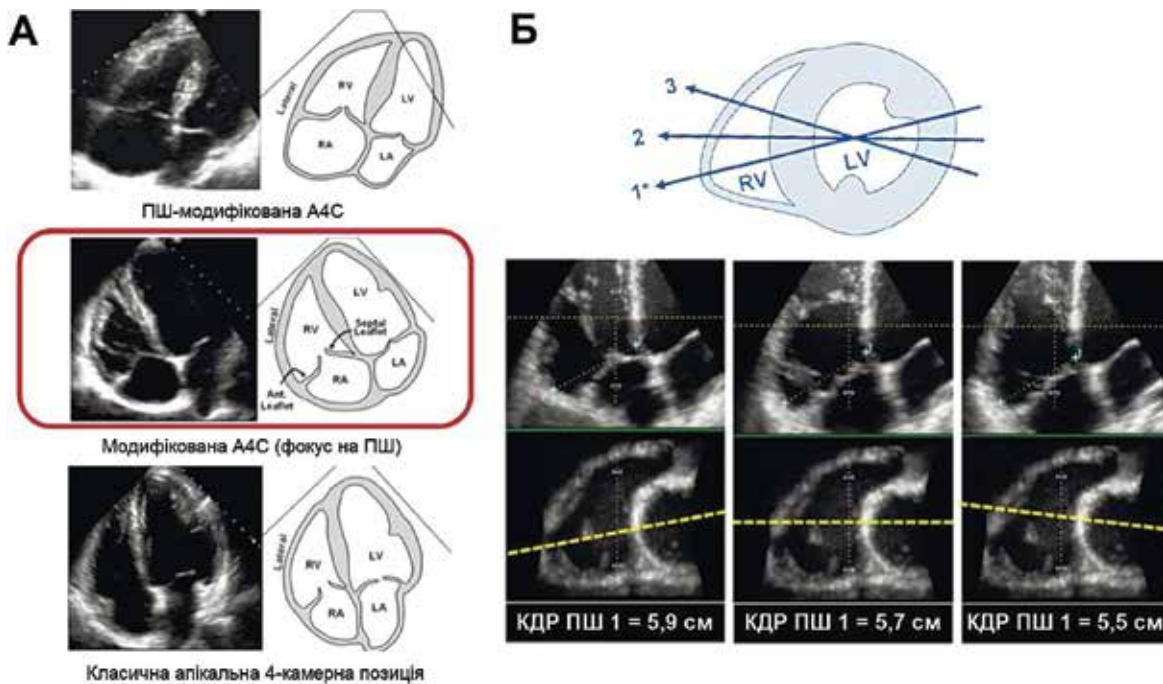 А
Lateral
RV
LV
RA
LA
ПШ-модифікована А4С
Lateral
LV
RV
Septal
Leaflet
LA
RA
Ant.
Leaflet
Модифікована А4С (фокус на ПШ)
Lateral
RV
LV
RA
LA
Класична апікальна 4-камерна позиція
Б
3
2
1*
RV
LV
КДР ПШ 1 = 5,9 см
КДР ПШ 1 = 5,7 см
КДР ПШ 1 = 5,5 см